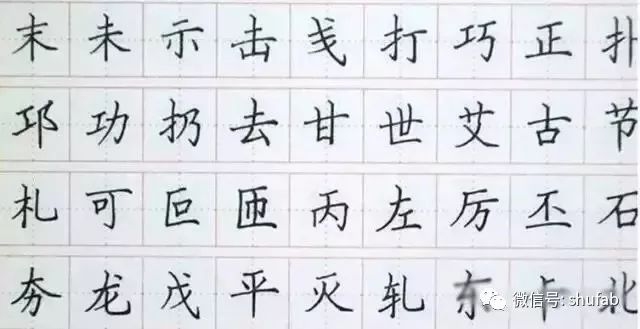 末未示击戋打巧正扑
邛功扔去甘世艾古节
札可叵匝丙左厉丕石
夯龙戊平灭轧东卡北
微信号: shufab